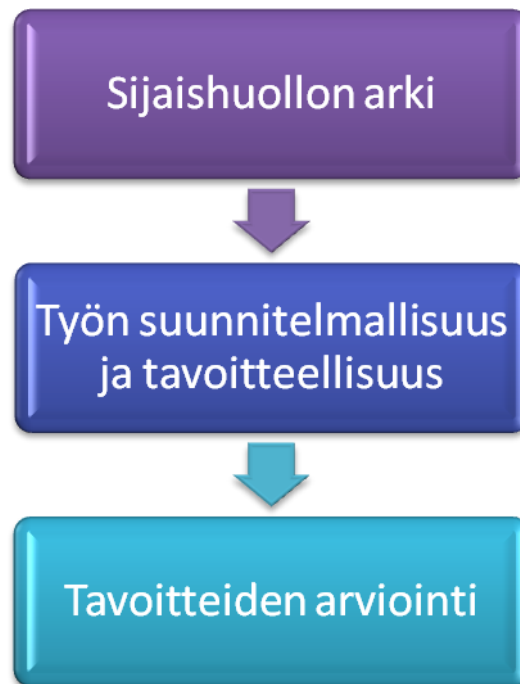 Sijaishuollon arki
Työn suunnitelmallisuus
ja tavoitteellisuus
Tavoitteiden arviointi